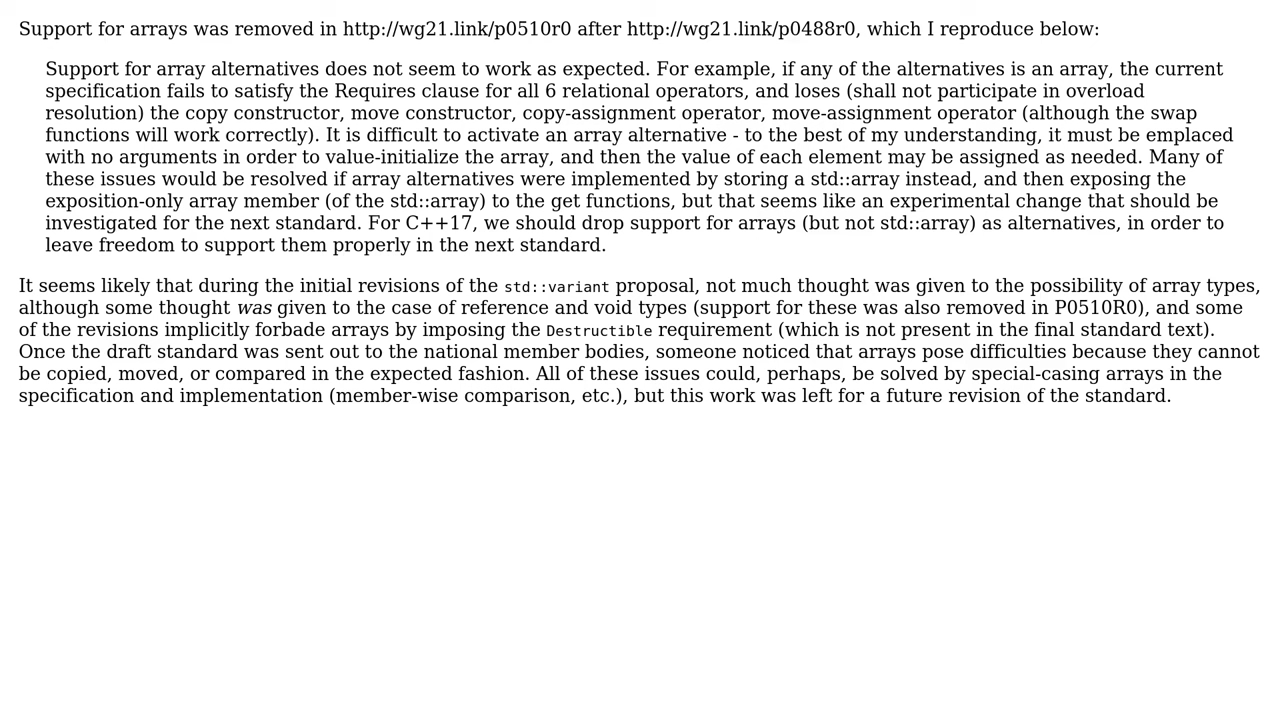 Support for arrays was removed in http://wg21.link/p0510r0 after http://wg21.link/p0488r0, which I reproduce below:
Support for array alternatives does not seem to work as expected. For example, if any of the alternatives is an array, the current
specification fails to satisfy the Requires clause for all 6 relational operators, and loses (shall not participate in overload
resolution) the copy constructor, move constructor, copy-assignment operator, move-assignment operator (although the swap
functions will work correctly). It is difficult to activate an array alternative - to the best of my understanding, it must be emplaced
with no arguments in order to value-initialize the array, and then the value of each element may be assigned as needed. Many of
these issues would be resolved if array alternatives were implemented by storing a std::array instead, and then exposing the
exposition-only array member (of the std::array) to the get functions, but that seems like an experimental change that should be
investigated for the next standard. For C++17, we should drop support for arrays (but not std::array) as alternatives, in order to
leave freedom to support them properly in the next standard.
It seems likely that during the initial revisions of the std::variant proposal, not much thought was given to the possibility of array types,
although some thought was given to the case of reference and void types (support for these was also removed in P0510R0), and some
of the revisions implicitly forbade arrays by imposing the Destructible requirement (which is not present in the final standard text).
Once the draft standard was sent out to the national member bodies, someone noticed that arrays pose difficulties because they cannot
be copied, moved, or compared in the expected fashion. All of these issues could, perhaps, be solved by special-casing arrays in the
specification and implementation (member-wise comparison, etc.), but this work was left for a future revision of the standard.